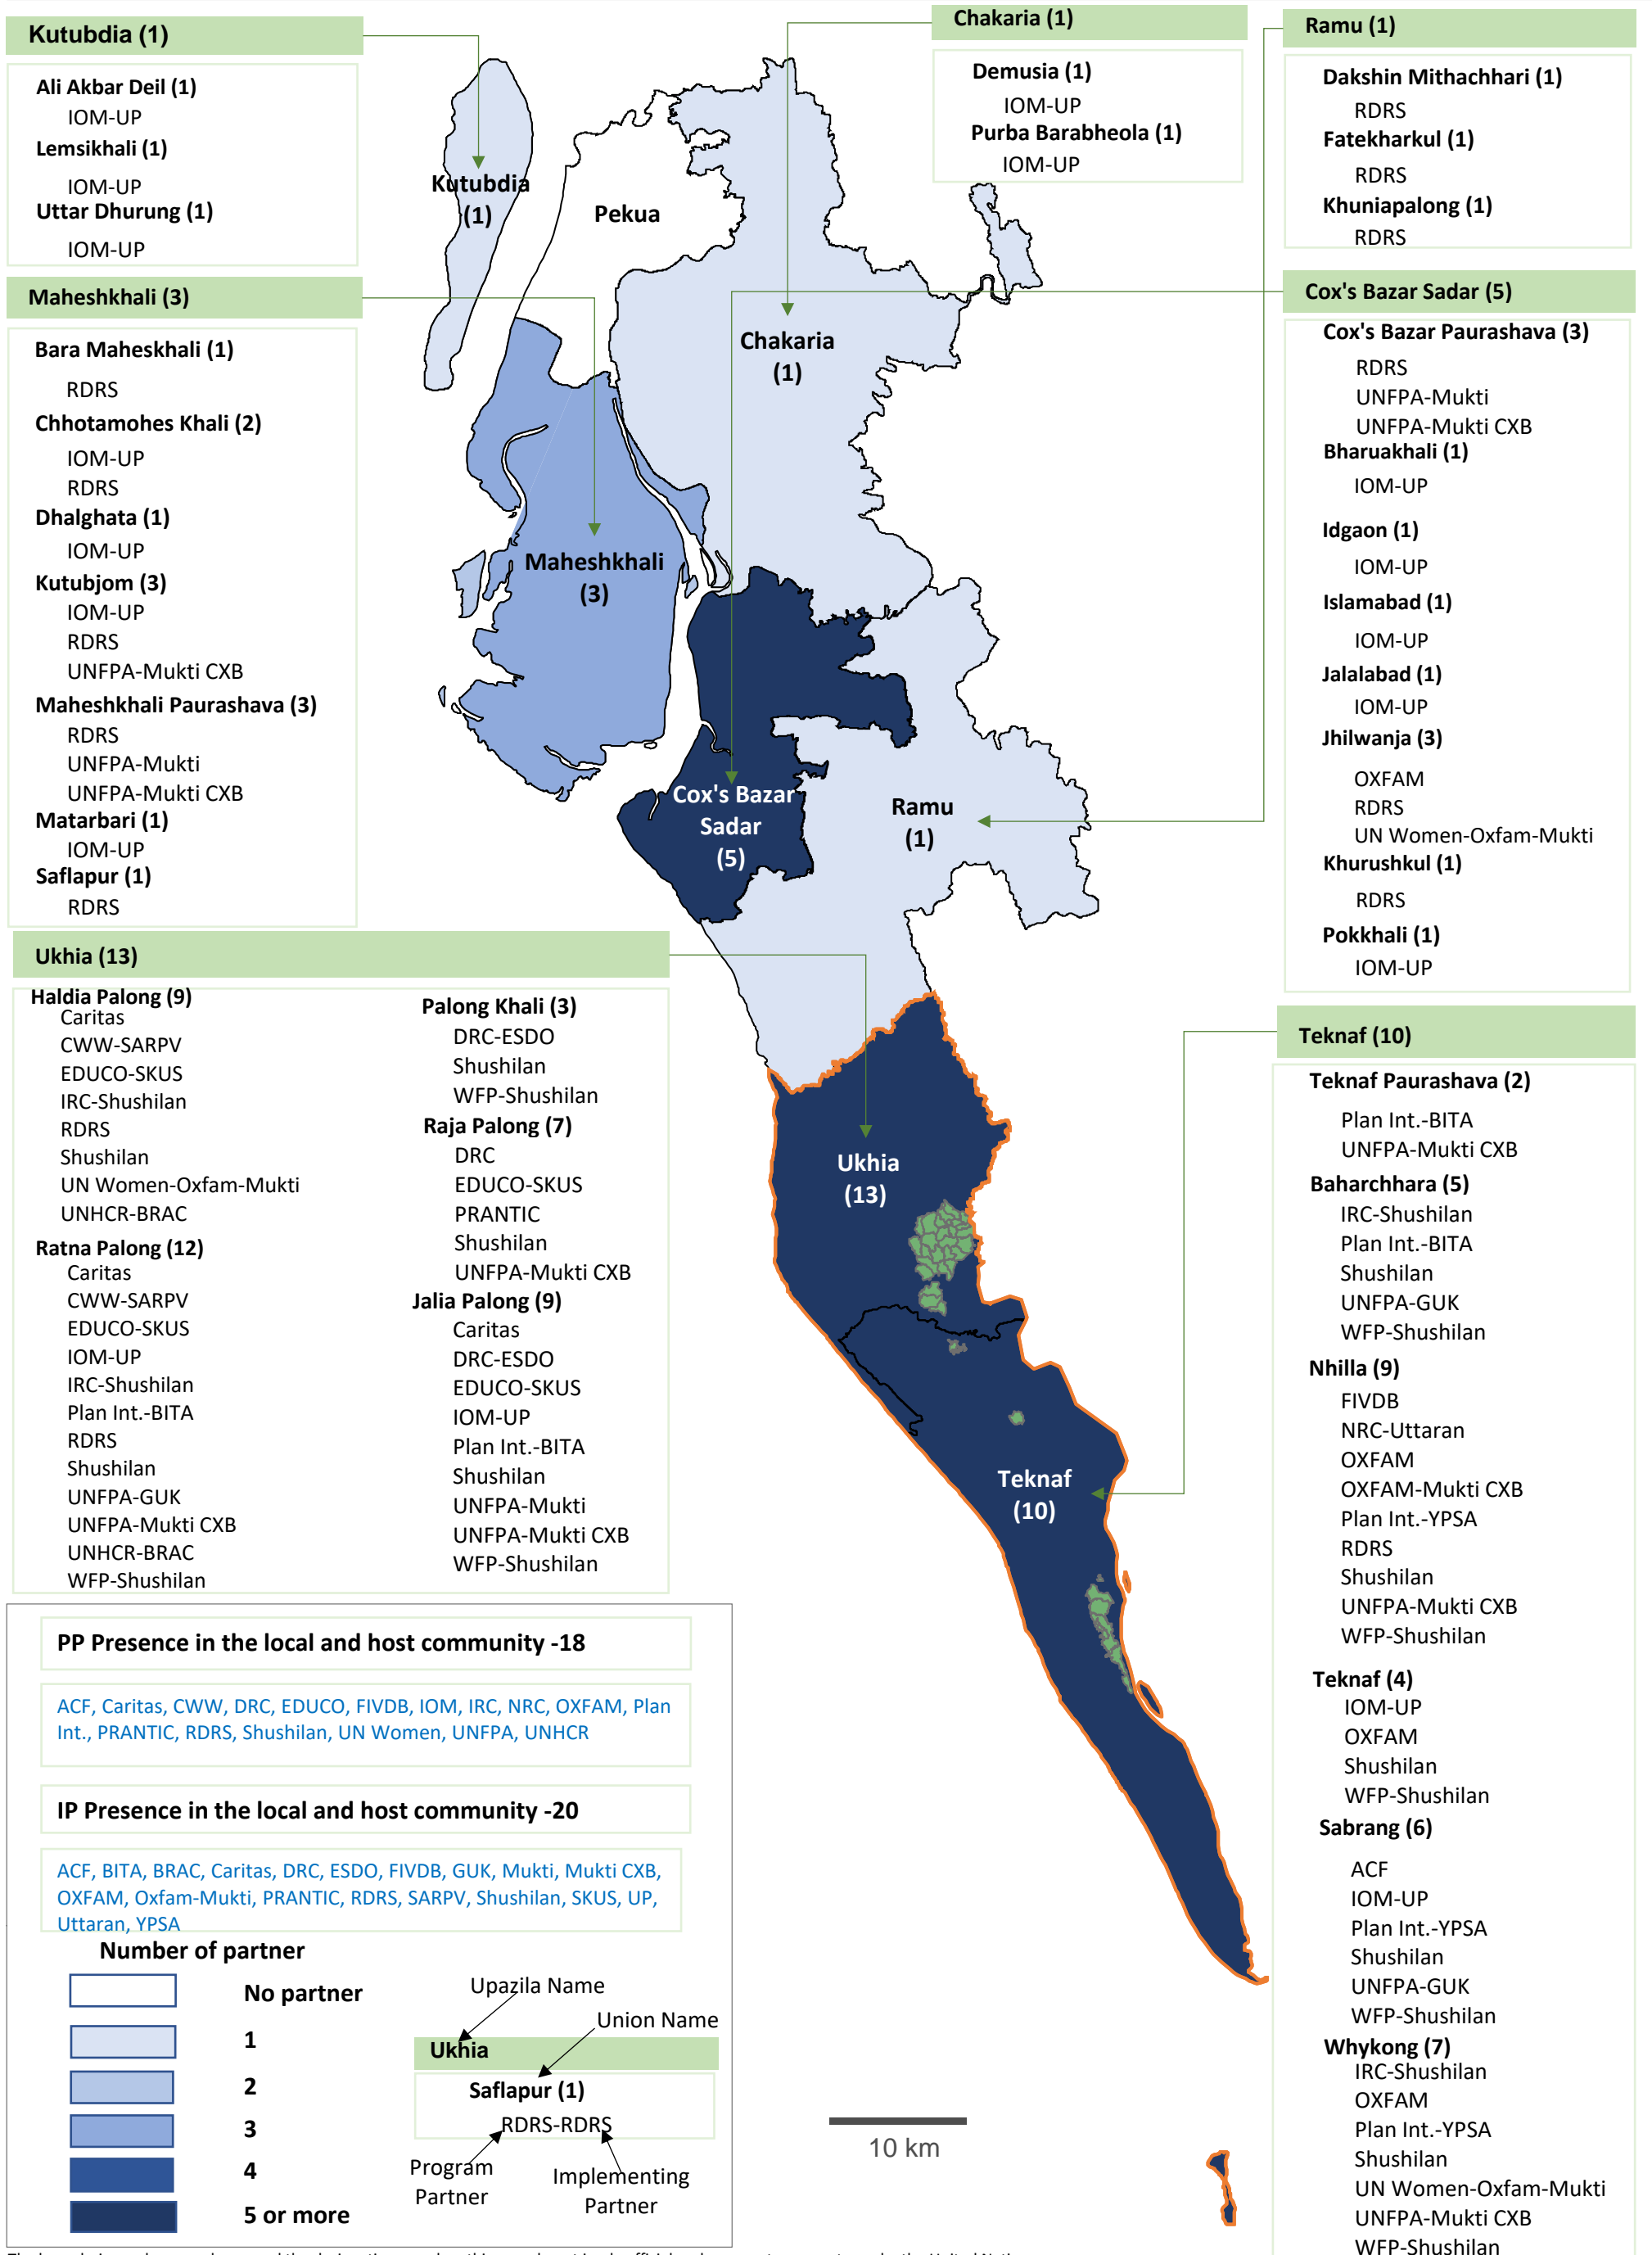 Kutubdia (1)
Ali Akbar Deil (1)
IOM-UP
Lemsikhali (1)
IOM-UP
Uttar Dhurung (1)
IOM-UP
Maheshkhali (3)
Bara Maheskhali (1)
RDRS
Chhotamohes Khali (2)
IOM-UP
RDRS
Dhalghata (1)
IOM-UP
Kutubjom (3)
IOM-UP
RDRS
UNFPA-Mukti CXB
Maheshkhali Paurashava (3)
RDRS
UNFPA-Mukti
UNFPA-Mukti CXB
Matarbari (1)
IOM-UP
Saflapur (1)
RDRS
Chakaria (1)
Demusia (1)
IOM-UP
Purba Barabheola (1)
IOM-UP
Ramu (1)
Dakshin Mithachhari (1)
RDRS
Fatekharkul (1)
RDRS
Khuniapalong (1)
RDRS
Cox's Bazar Sadar (5)
Cox's Bazar Paurashava (3)
RDRS
UNFPA-Mukti
UNFPA-Mukti CXB
Bharuakhali (1)
IOM-UP
Idgaon (1)
IOM-UP
Islamabad (1)
IOM-UP
Jalalabad (1)
IOM-UP
Jhilwanja (3)
OXFAM
RDRS
UN Women-Oxfam-Mukti
Khurushkul (1)
RDRS
Pokkhali (1)
IOM-UP
Kutubdia
(1)
Pekua
Chakaria
(1)
Maheshkhali
(3)
Cox's Bazar
Sadar
(5)
Ramu
(1)
Ukhia
(13)
Teknaf
(10)
Ukhia (13)
Haldia Palong (9)
Caritas
CWW-SARPV
EDUCO-SKUS
IRC-Shushilan
RDRS
Shushilan
UN Women-Oxfam-Mukti
UNHCR-BRAC
Ratna Palong (12)
Caritas
CWW-SARPV
EDUCO-SKUS
IOM-UP
IRC-Shushilan
Plan Int.-BITA
RDRS
Shushilan
UNFPA-GUK
UNFPA-Mukti CXB
UNHCR-BRAC
WFP-Shushilan
Palong Khali (3)
DRC-ESDO
Shushilan
WFP-Shushilan
Raja Palong (7)
DRC
EDUCO-SKUS
PRANTIC
Shushilan
UNFPA-Mukti CXB
Jalia Palong (9)
Caritas
DRC-ESDO
EDUCO-SKUS
IOM-UP
Plan Int.-BITA
Shushilan
UNFPA-Mukti
UNFPA-Mukti CXB
WFP-Shushilan
Teknaf (10)
Teknaf Paurashava (2)
Plan Int.-BITA
UNFPA-Mukti CXB
Baharchhara (5)
IRC-Shushilan
Plan Int.-BITA
Shushilan
UNFPA-GUK
WFP-Shushilan
Nhilla (9)
FIVDB
NRC-Uttaran
OXFAM
OXFAM-Mukti CXB
Plan Int.-YPSA
RDRS
Shushilan
UNFPA-Mukti CXB
WFP-Shushilan
Teknaf (4)
IOM-UP
OXFAM
Shushilan
WFP-Shushilan
Sabrang (6)
ACF
IOM-UP
Plan Int.-YPSA
Shushilan
UNFPA-GUK
WFP-Shushilan
Whykong (7)
IRC-Shushilan
OXFAM
Plan Int.-YPSA
Shushilan
UN Women-Oxfam-Mukti
UNFPA-Mukti CXB
WFP-Shushilan
PP Presence in the local and host community -18
ACF, Caritas, CWW, DRC, EDUCO, FIVDB, IOM, IRC, NRC, OXFAM, Plan
Int., PRANTIC, RDRS, Shushilan, UN Women, UNFPA, UNHCR
IP Presence in the local and host community -20
ACF, BITA, BRAC, Caritas, DRC, ESDO, FIVDB, GUK, Mukti, Mukti CXB,
OXFAM, Oxfam-Mukti, PRANTIC, RDRS, SARPV, Shushilan, SKUS, UP,
Uttaran, YPSA
Number of partner
No partner
1
2
3
4
5 or more
Upazila Name
Union Name
Ukhia
Saflapur (1)
RDRS-RDRS
Program
Partner
Implementing
Partner
10 km